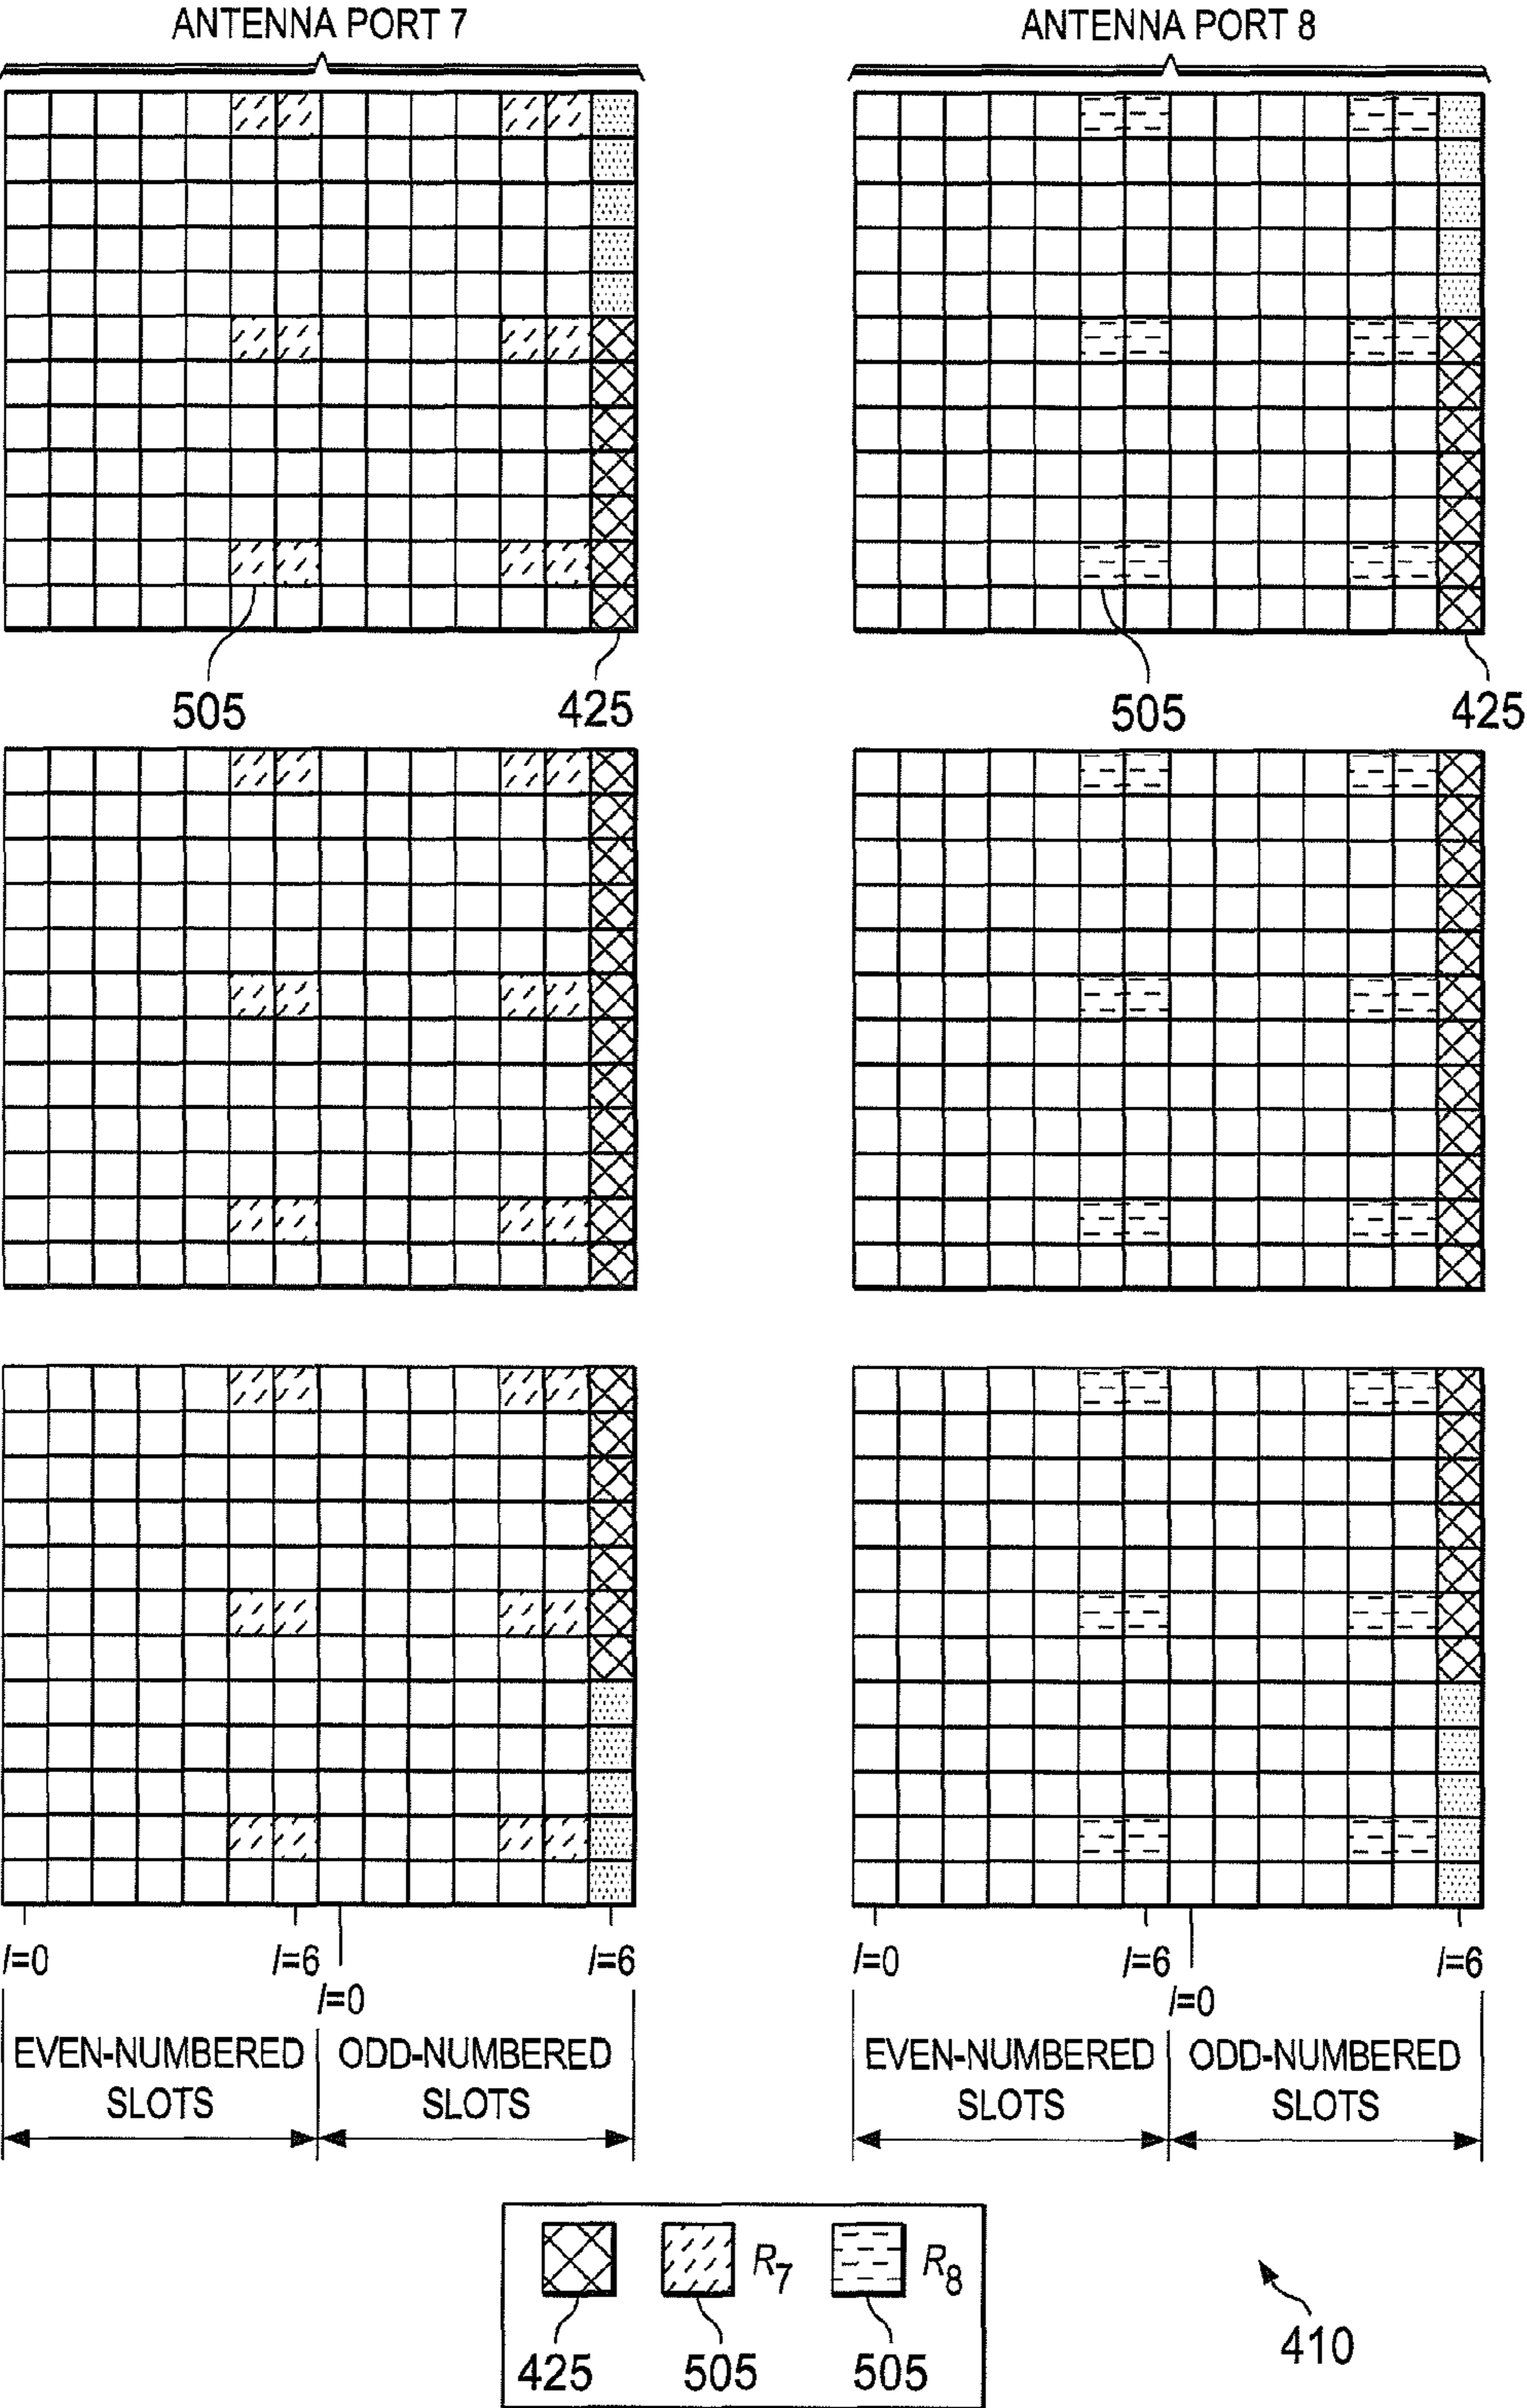 ANTENNA PORT 7 ANTENNA PORT 8
505 425 505 425
l=0 l=6 l=6 l=0 l=6 l=6
l=0 l=0
EVEN-NUMBERED SLOTS ODD-NUMBERED SLOTS EVEN-NUMBERED SLOTS ODD-NUMBERED SLOTS
R7 R8
425 505 505
410